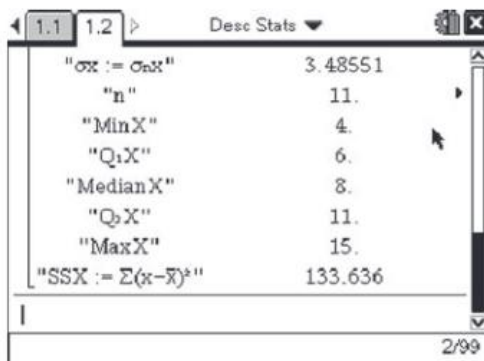 1.1 1.2 Desc Stats
"σx := σnx" 3.48551
"n" 11.
"MinX" 4.
"Q₁X" 6.
"MedianX" 8.
"Q₃X" 11.
"MaxX" 15.
"SSX := Σ(x-x̄)²" 133.636
2/99